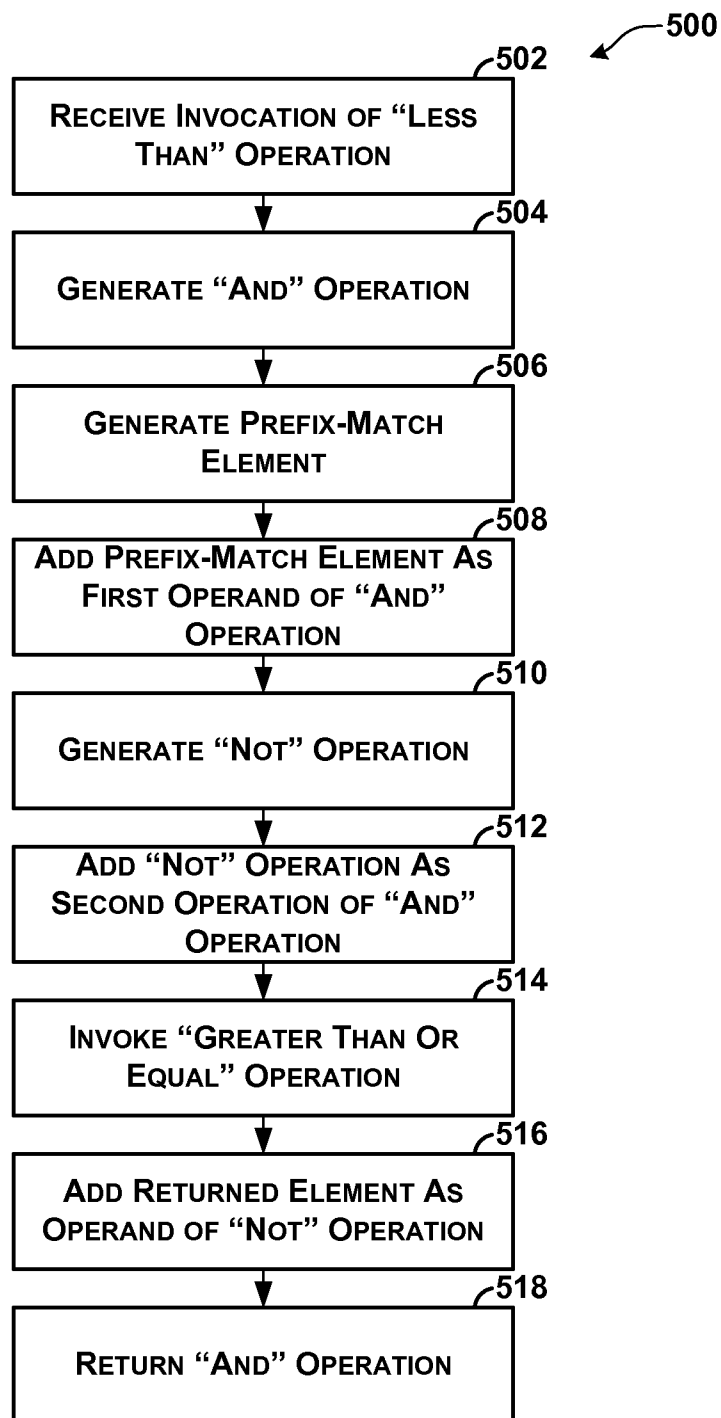 500
502
RECEIVE INVOCATION OF “LESS
THAN” OPERATION
504
GENERATE “AND” OPERATION
506
GENERATE PREFIX-MATCH
ELEMENT
508
ADD PREFIX-MATCH ELEMENT AS
FIRST OPERAND OF “AND”
OPERATION
510
GENERATE “NOT” OPERATION
512
ADD “NOT” OPERATION AS
SECOND OPERATION OF “AND”
OPERATION
514
INVOKE “GREATER THAN OR
EQUAL” OPERATION
516
ADD RETURNED ELEMENT AS
OPERAND OF “NOT” OPERATION
518
RETURN “AND” OPERATION